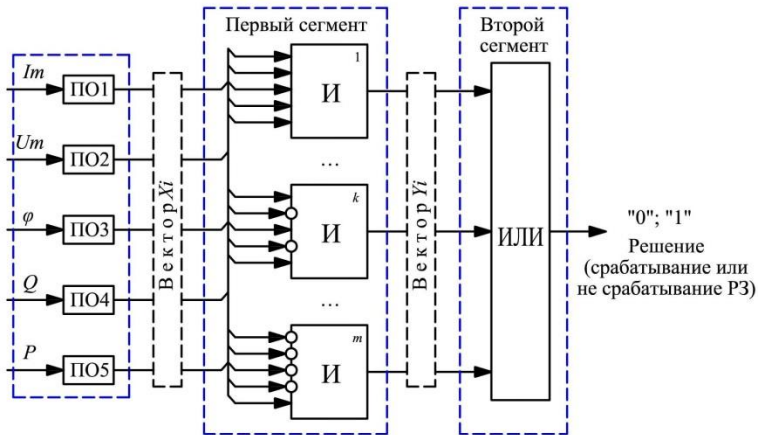 Первый сегмент
Второй
сегмент
Im
ПО1
Um
ПО2
φ
ПО3
Q
ПО4
P
ПО5
Вектор Xi
1
И
...
k
И
...
m
И
Вектор Yi
ИЛИ
"0"; "1"
Решение
(срабатывание или
не срабатывание РЗ)